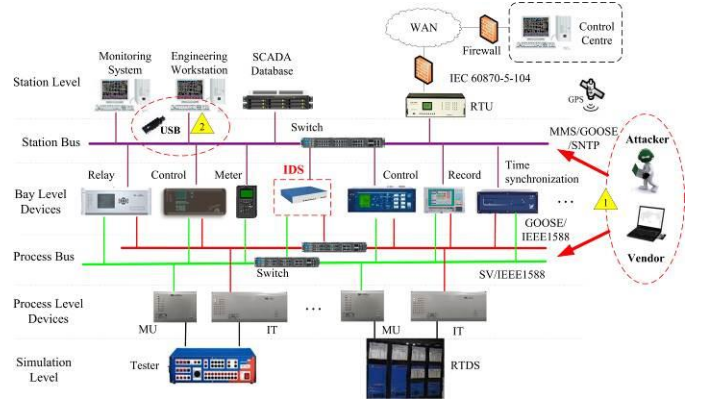 WAN
Control
Centre
Firewall
Monitoring
System
Engineering
Workstation
SCADA
Database
IEC 60870-5-104
Station Level
RTU
GPS
USB
2
Station Bus
Switch
MMS/GOOSE
/SNTP
Attacker
Relay
Control
Meter
IDS
Control
Record
Time
synchronization
Bay Level
Devices
...
1
GOOSE/
IEEE1588
Process Bus
Switch
SV/IEEE1588
Vendor
Process Level
Devices
...
MU
IT
MU
IT
Simulation
Level
Tester
RTDS